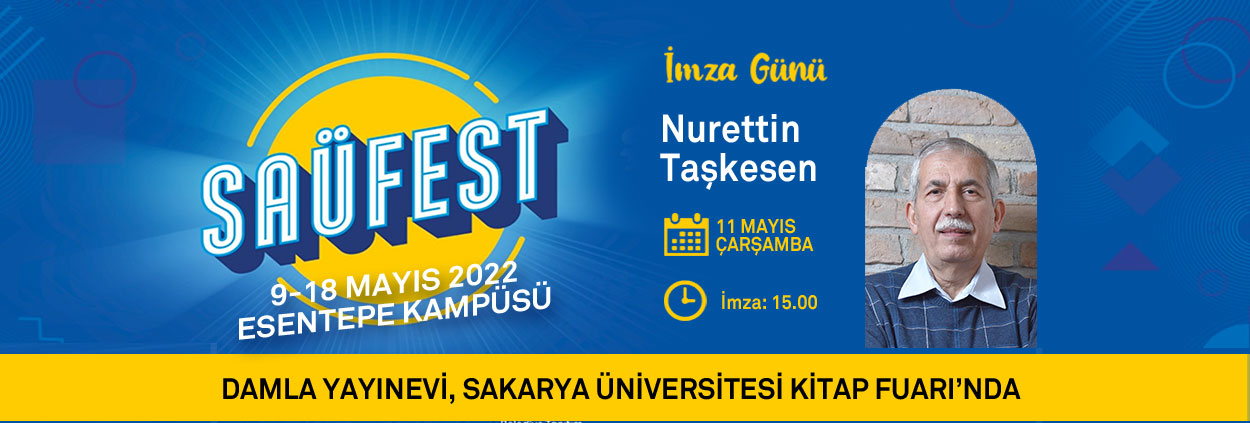 SAÜFEST
9-18 MAYIS 2022
ESENTEPE KAMPÜSÜ
İmza Günü
Nurettin
Taşkesen
11 MAYIS
ÇARŞAMBA
İmza: 15.00
DAMLA YAYINEVİ, SAKARYA ÜNİVERSİTESİ KİTAP FUARI'NDA